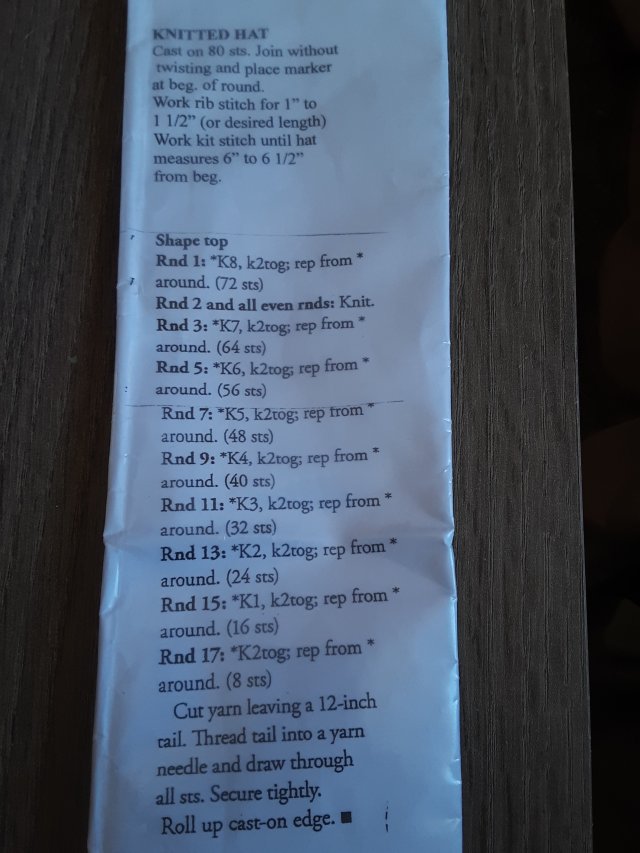 KNITTED HAT
Cast on 80 sts. Join without
twisting and place marker
at beg. of round.
Work rib stitch for 1” to
1 1/2” (or desired length)
Work kit stitch until hat
measures 6” to 6 1/2”
from beg.
Shape top
Rnd 1: *K8, k2tog; rep from *
around. (72 sts)
Rnd 2 and all even rnds: Knit.
Rnd 3: *K7, k2tog; rep from *
around. (64 sts)
Rnd 5: *K6, k2tog; rep from *
around. (56 sts)
Rnd 7: *K5, k2tog; rep from *
around. (48 sts)
Rnd 9: *K4, k2tog; rep from *
around. (40 sts)
Rnd 11: *K3, k2tog; rep from *
around. (32 sts)
Rnd 13: *K2, k2tog; rep from *
around. (24 sts)
Rnd 15: *K1, k2tog; rep from *
around. (16 sts)
Rnd 17: *K2tog; rep from *
around. (8 sts)
Cut yarn leaving a 12-inch
tail. Thread tail into a yarn
needle and draw through
all sts. Secure tightly.
Roll up cast-on edge. ■